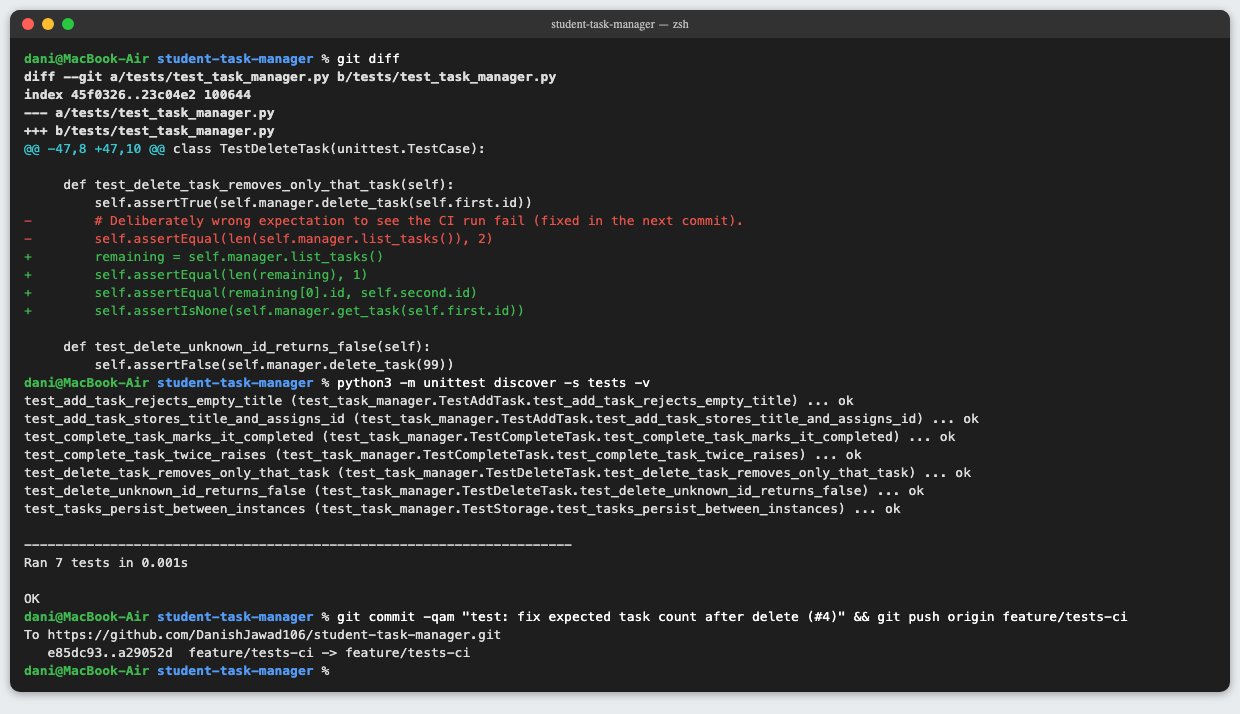 student-task-manager — zsh
dani@MacBook-Air student-task-manager % git diff
diff --git a/tests/test_task_manager.py b/tests/test_task_manager.py
index 45f0326..23c04e2 100644
--- a/tests/test_task_manager.py
+++ b/tests/test_task_manager.py
@@ -47,8 +47,10 @@ class TestDeleteTask(unittest.TestCase):
     def test_delete_task_removes_only_that_task(self):
         self.assertTrue(self.manager.delete_task(self.first.id))
-        # Deliberately wrong expectation to see the CI run fail (fixed in the next commit).
-        self.assertEqual(len(self.manager.list_tasks()), 2)
+        remaining = self.manager.list_tasks()
+        self.assertEqual(len(remaining), 1)
+        self.assertEqual(remaining[0].id, self.second.id)
+        self.assertIsNone(self.manager.get_task(self.first.id))
     def test_delete_unknown_id_returns_false(self):
         self.assertFalse(self.manager.delete_task(99))
dani@MacBook-Air student-task-manager % python3 -m unittest discover -s tests -v
test_add_task_rejects_empty_title (test_task_manager.TestAddTask.test_add_task_rejects_empty_title) ... ok
test_add_task_stores_title_and_assigns_id (test_task_manager.TestAddTask.test_add_task_stores_title_and_assigns_id) ... ok
test_complete_task_marks_it_completed (test_task_manager.TestCompleteTask.test_complete_task_marks_it_completed) ... ok
test_complete_task_twice_raises (test_task_manager.TestCompleteTask.test_complete_task_twice_raises) ... ok
test_delete_task_removes_only_that_task (test_task_manager.TestDeleteTask.test_delete_task_removes_only_that_task) ... ok
test_delete_unknown_id_returns_false (test_task_manager.TestDeleteTask.test_delete_unknown_id_returns_false) ... ok
test_tasks_persist_between_instances (test_task_manager.TestStorage.test_tasks_persist_between_instances) ... ok
----------------------------------------------------------------------
Ran 7 tests in 0.001s
OK
dani@MacBook-Air student-task-manager % git commit -qam "test: fix expected task count after delete (#4)" && git push origin feature/tests-ci
To https://github.com/DanishJawad106/student-task-manager.git
   e85dc93..a29052d  feature/tests-ci -> feature/tests-ci
dani@MacBook-Air student-task-manager %